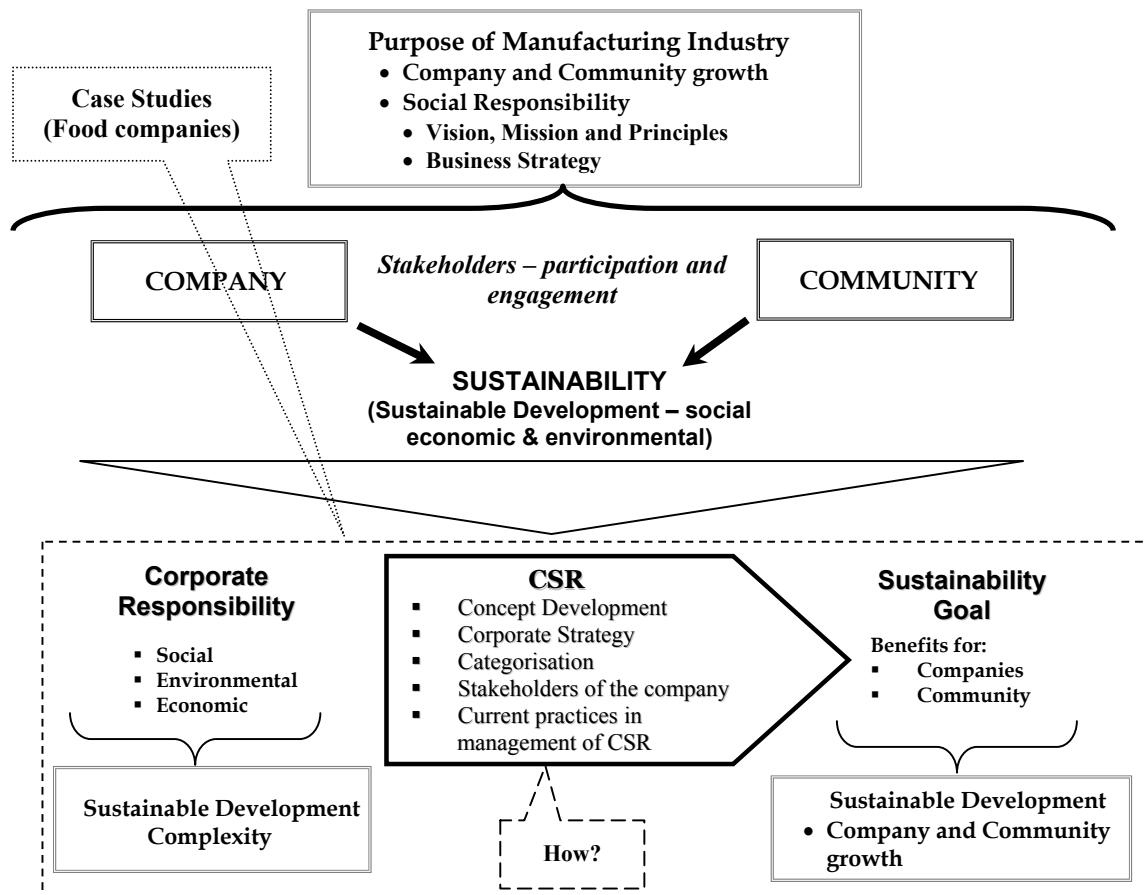 Purpose of Manufacturing Industry
• Company and Community growth
• Social Responsibility
• Vision, Mission and Principles
• Business Strategy
Case Studies
(Food companies)
COMPANY
Stakeholders – participation and
engagement
COMMUNITY
SUSTAINABILITY
(Sustainable Development – social
economic & environmental)
Corporate
Responsibility
▪ Social
▪ Environmental
▪ Economic
Sustainable Development
Complexity
CSR
▪ Concept Development
▪ Corporate Strategy
▪ Categorisation
▪ Stakeholders of the company
▪ Current practices in
management of CSR
How?
Sustainability
Goal
Benefits for:
▪ Companies
▪ Community
Sustainable Development
• Company and Community
growth